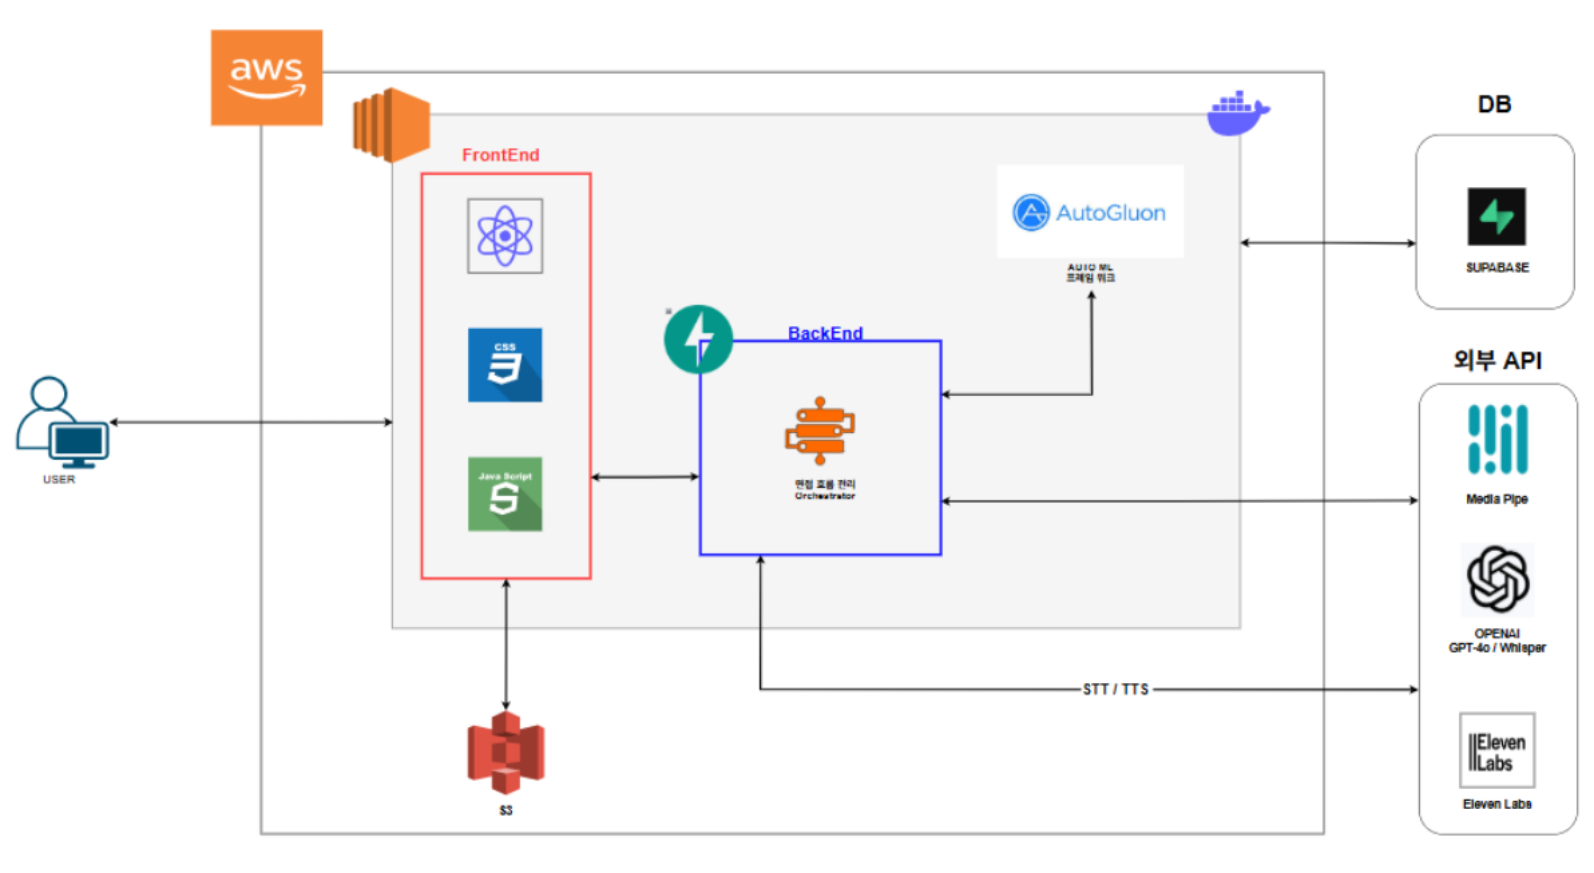 aws
FrontEnd
CSS
3
Java Script
S
USER
S3
BackEnd
면접 흐름 관리
Orchestrator
AutoGluon
AUTO ML
프레임 워크
STT / TTS
DB
SUPABASE
외부 API
Media Pipe
OPENAI
GPT-4o / Whisper
Eleven
Labs
Eleven Labs